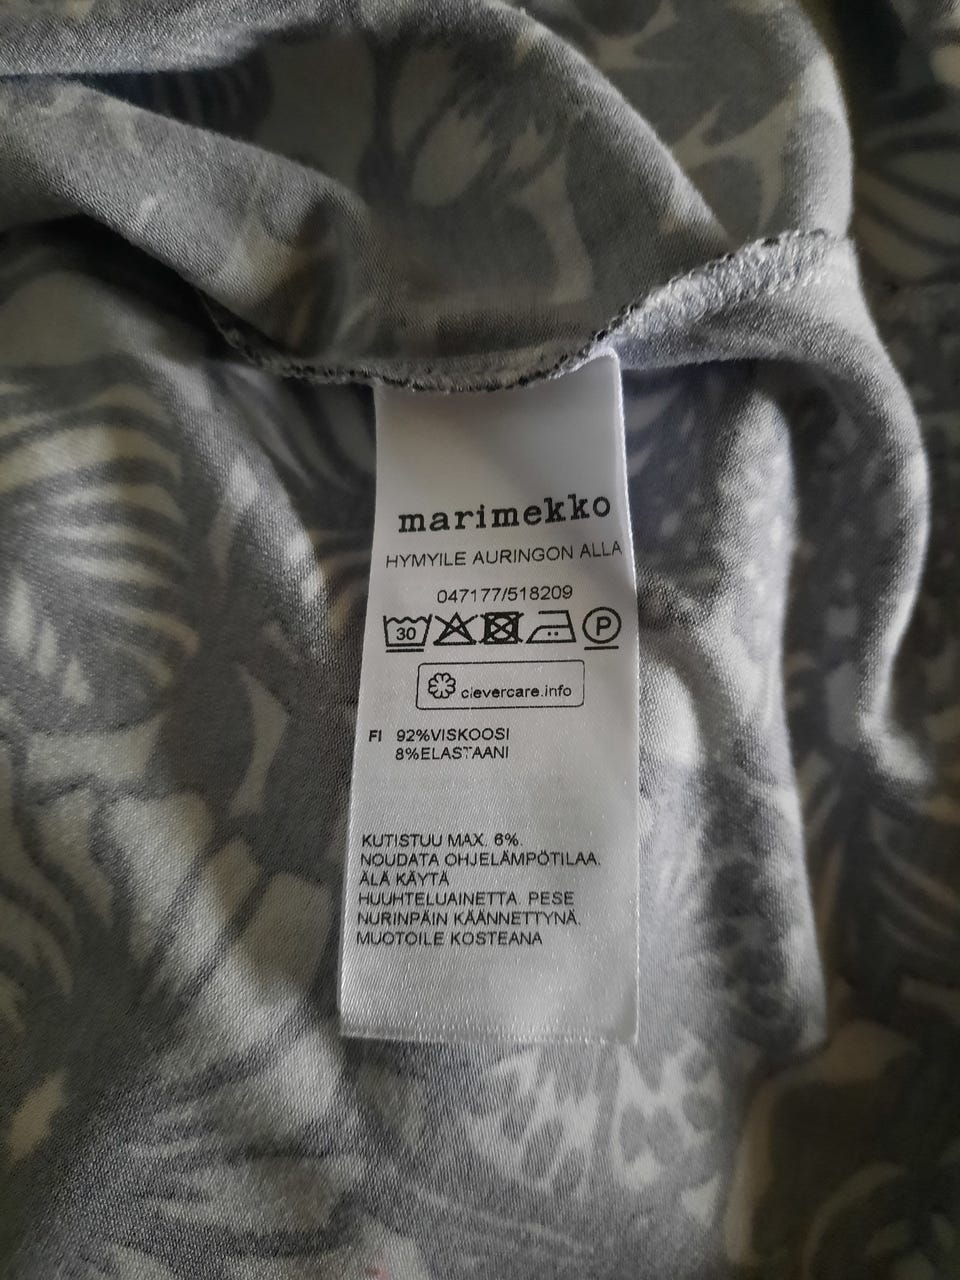 marimekko
HYMYILE AURINGON ALLA
047177/518209
30 P
clevercare.info
FI 92%VISKOOSI
8%ELASTAANI
KUTISTUU MAX. 6%.
NOUDATA OHJELÄMPÖTILAA.
ÄLÄ KÄYTÄ
HUUHTELUAINETTA. PESE
NURINPÄIN KÄÄNNETTYNÄ.
MUOTOILE KOSTEANA